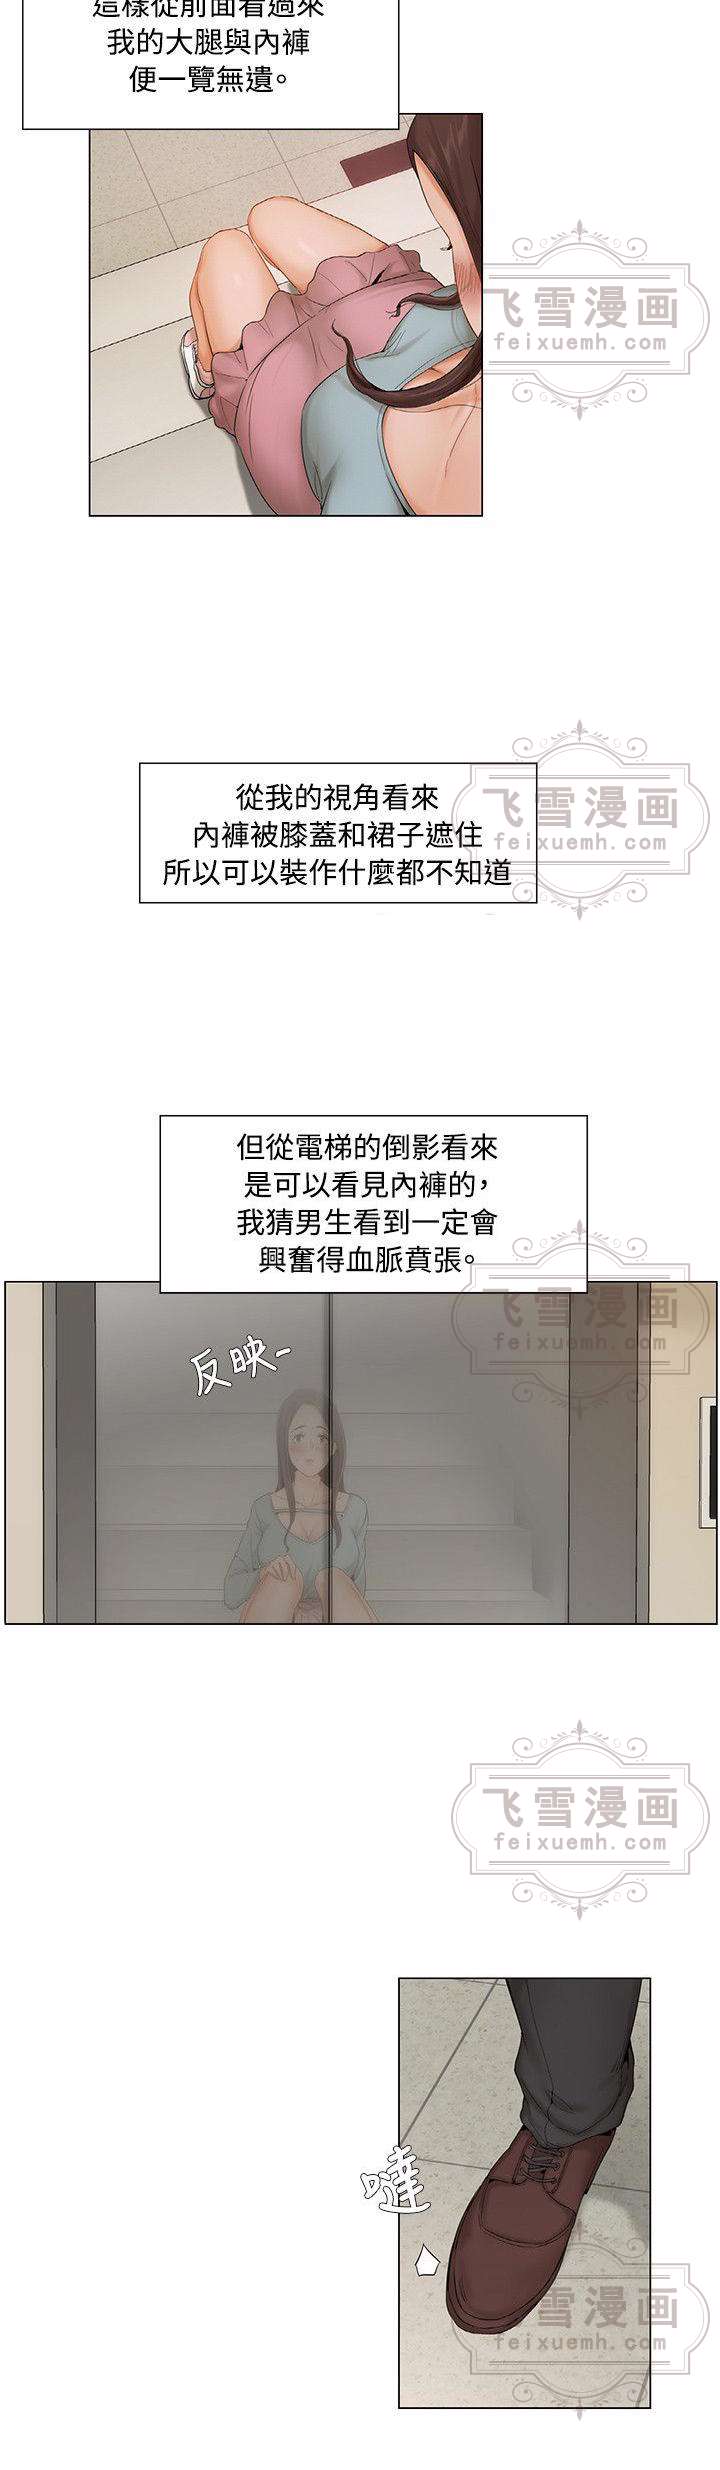 這樣從前面看過來
我的大腿與內褲
便一覽無遺。
飞雪漫画
feixuemh.com
飞雪漫画
feixuemh.com
從我的視角看來
內褲被膝蓋和裙子遮住
所以可以裝作什麼都不知道
但從電梯的倒影看來
是可以看見內褲的,
我猜男生看到一定會
興奮得血脈賁張。
飞雪漫画
feixuemh.com
反映-
飞雪漫画
feixuemh.com
噠
飞雪漫画
feixuemh.com